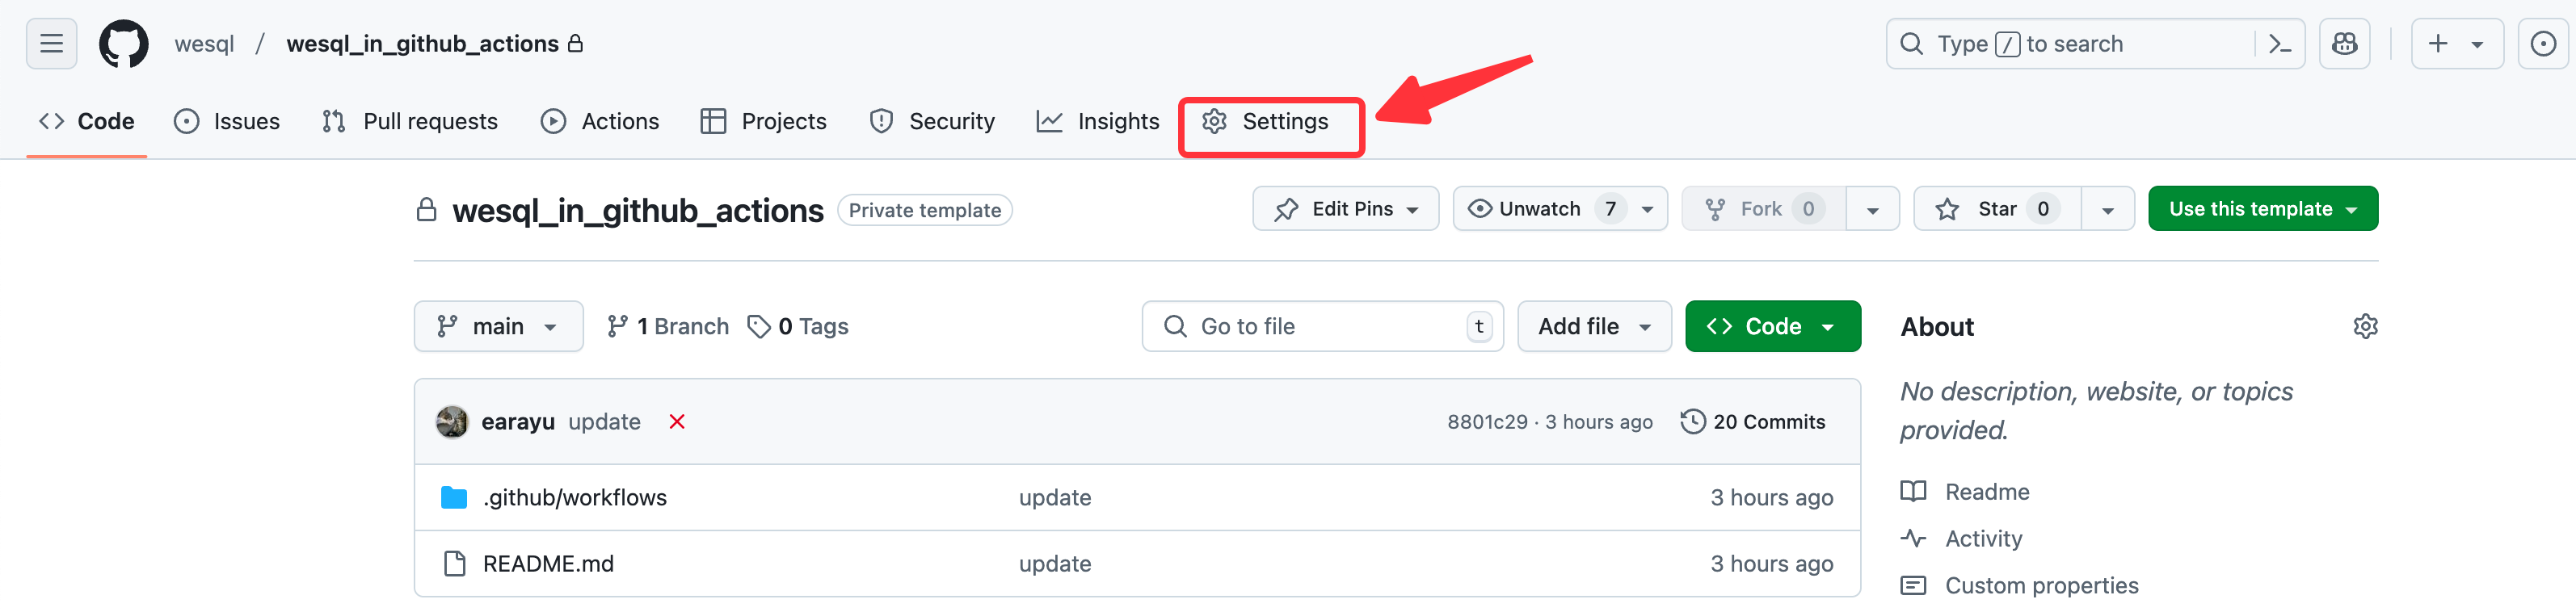 wesql / wesql_in_github_actions
Type / to search
Code Issues Pull requests Actions Projects Security Insights Settings
wesql_in_github_actions Private template
Edit Pins Unwatch 7 Fork 0 Star 0 Use this template
main 1 Branch 0 Tags
Go to file t Add file Code
About
No description, website, or topics
provided.
earayu update 8801c29 · 3 hours ago 20 Commits
.github/workflows update 3 hours ago
README.md update 3 hours ago
Readme
Activity
Custom properties